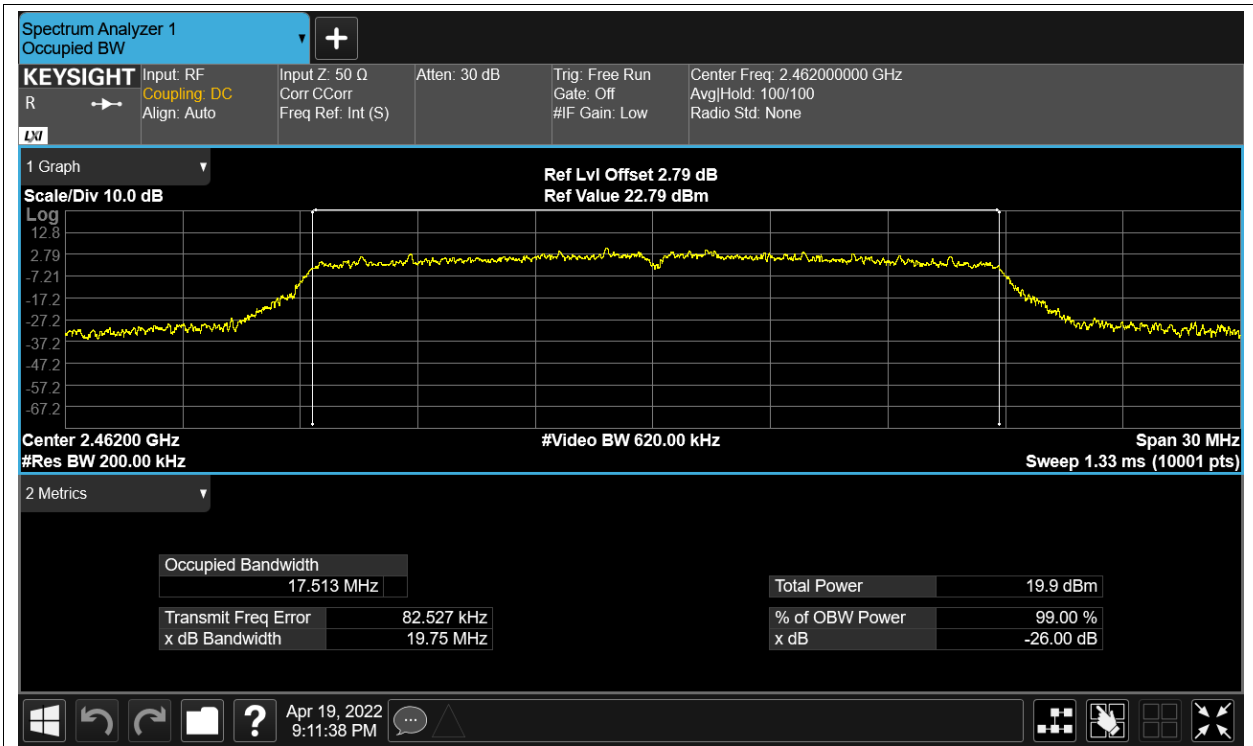 Spectrum Analyzer 1
Occupied BW
KEYSIGHT Input: RF Input Z: 50 Ω Atten: 30 dB Trig: Free Run Center Freq: 2.462000000 GHz
R Coupling: DC Corr CCorr Gate: Off Avg|Hold: 100/100
Align: Auto Freq Ref: Int (S) #IF Gain: Low Radio Std: None
LXI
1 Graph
Ref Lvl Offset 2.79 dB
Scale/Div 10.0 dB Ref Value 22.79 dBm
Log
12.8
2.79
-7.21
-17.2
-27.2
-37.2
-47.2
-57.2
-67.2
Center 2.46200 GHz #Video BW 620.00 kHz Span 30 MHz
#Res BW 200.00 kHz Sweep 1.33 ms (10001 pts)
2 Metrics
Occupied Bandwidth
17.513 MHz Total Power 19.9 dBm
Transmit Freq Error 82.527 kHz % of OBW Power 99.00 %
x dB Bandwidth 19.75 MHz x dB -26.00 dB
? Apr 19, 2022
9:11:38 PM